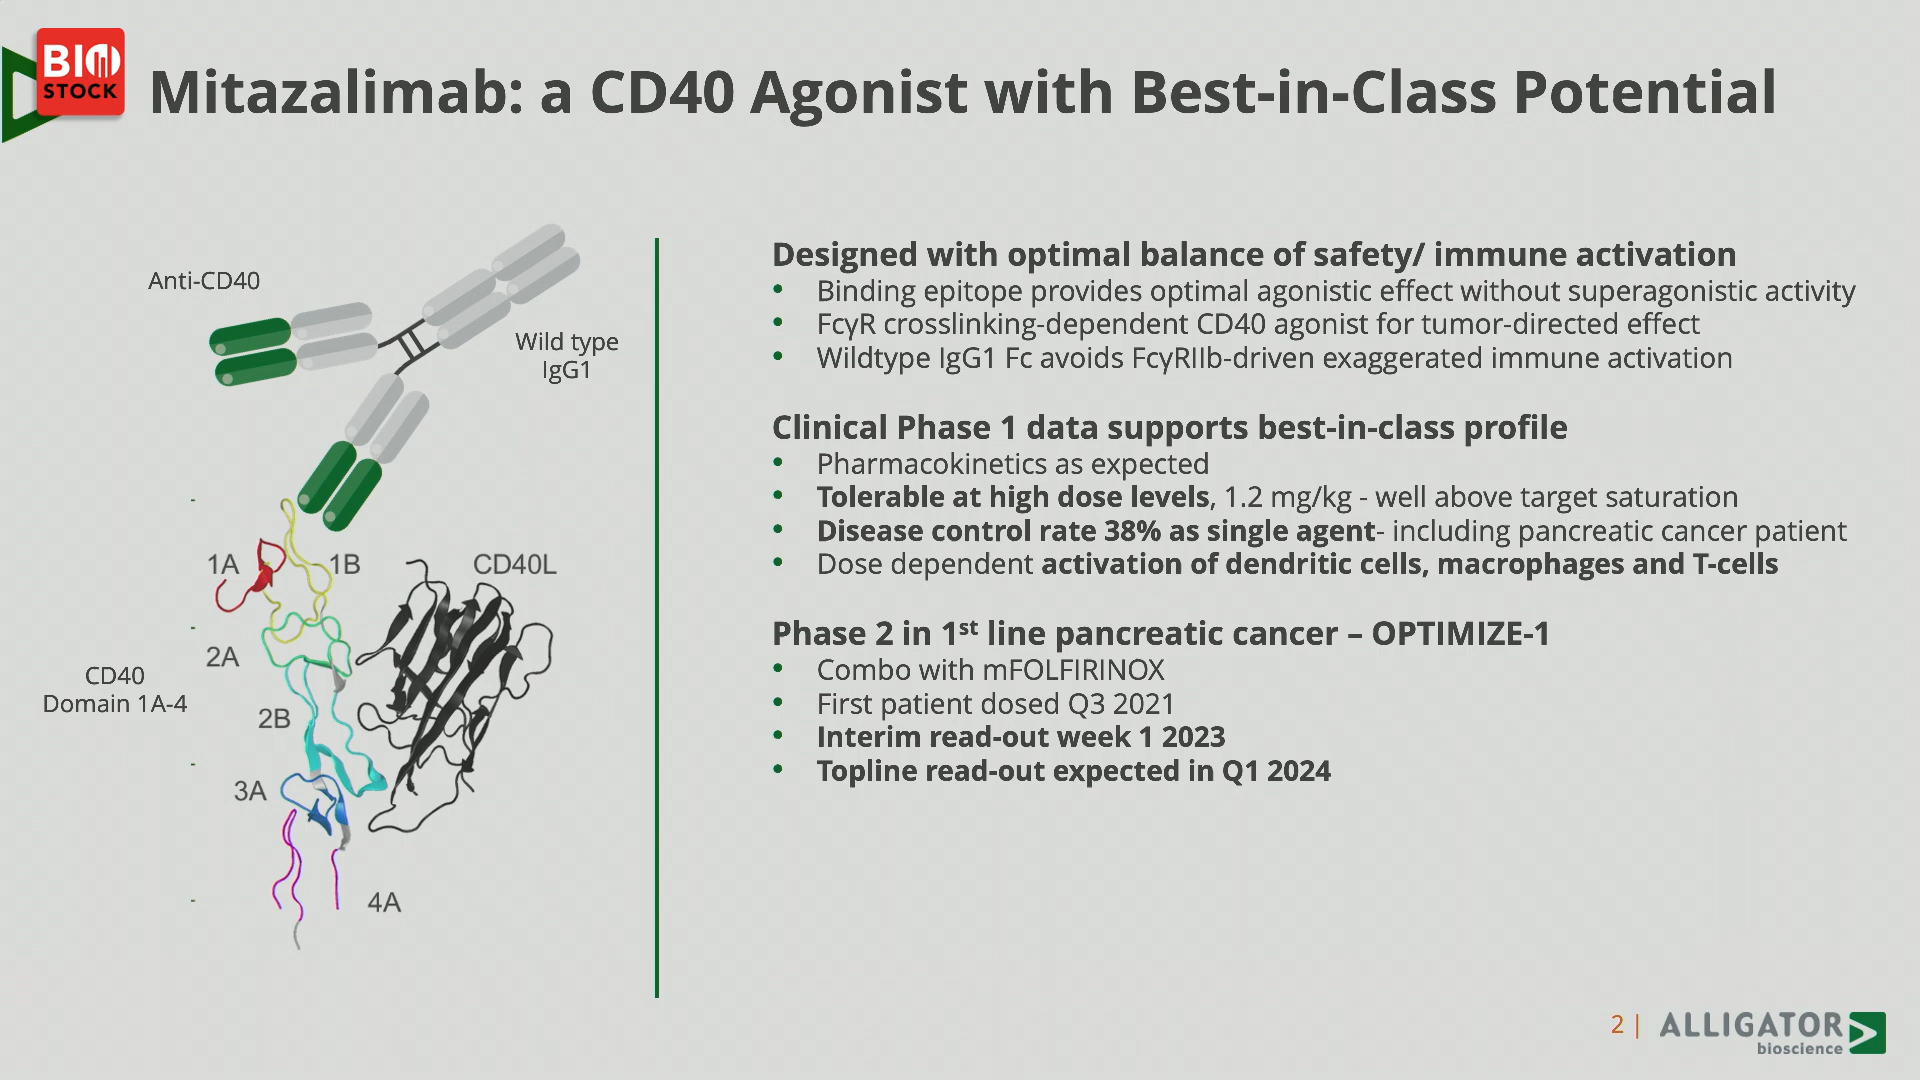 BIO
STOCK
Mitazalimab: a CD40 Agonist with Best-in-Class Potential
Anti-CD40
Wild type
IgG1
1A
1B
CD40L
2A
CD40
Domain 1A-4
2B
3A
4A
Designed with optimal balance of safety/ immune activation
• Binding epitope provides optimal agonistic effect without superagonistic activity
• FcγR crosslinking-dependent CD40 agonist for tumor-directed effect
• Wildtype IgG1 Fc avoids FcγRIIb-driven exaggerated immune activation
Clinical Phase 1 data supports best-in-class profile
• Pharmacokinetics as expected
• Tolerable at high dose levels, 1.2 mg/kg - well above target saturation
• Disease control rate 38% as single agent- including pancreatic cancer patient
• Dose dependent activation of dendritic cells, macrophages and T-cells
Phase 2 in 1st line pancreatic cancer – OPTIMIZE-1
• Combo with mFOLFIRINOX
• First patient dosed Q3 2021
• Interim read-out week 1 2023
• Topline read-out expected in Q1 2024
2 |
ALLIGATOR
bioscience